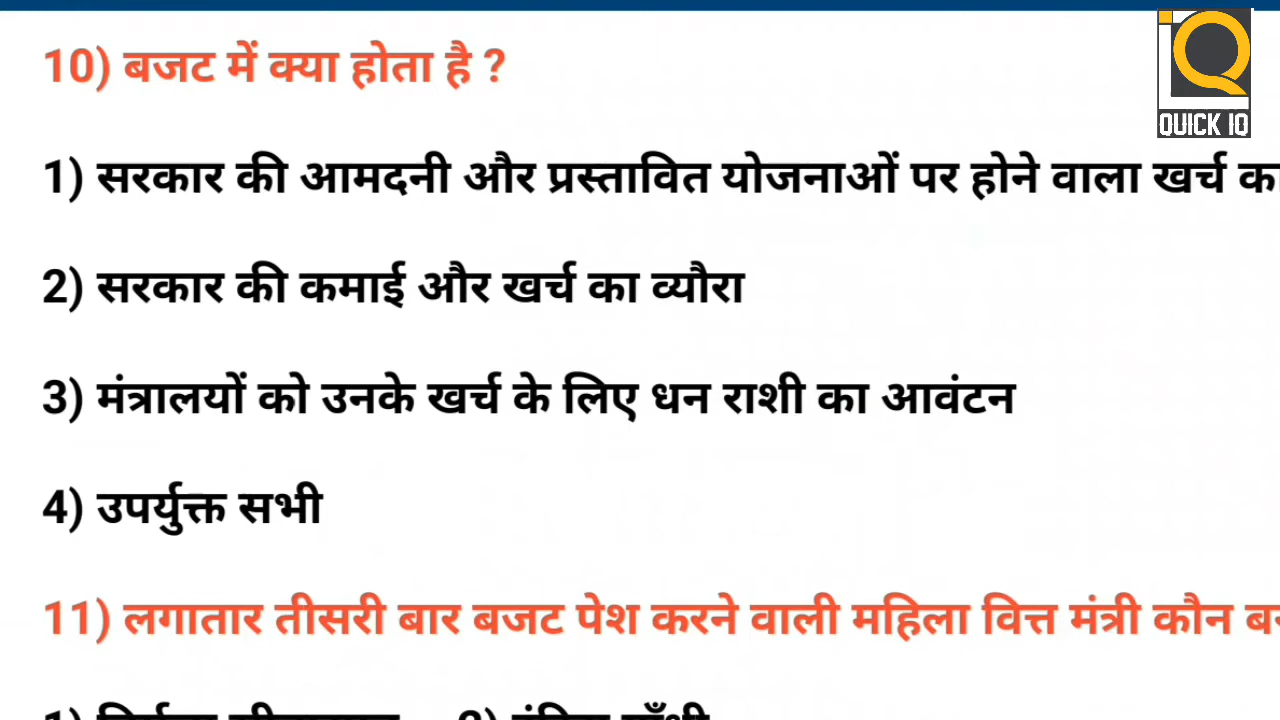 QUICK IQ
10) बजट में क्या होता है ?
1) सरकार की आमदनी और प्रस्तावित योजनाओं पर होने वाला खर्च का
2) सरकार की कमाई और खर्च का व्यौरा
3) मंत्रालयों को उनके खर्च के लिए धन राशी का आवंटन
4) उपर्युक्त सभी
11) लगातार तीसरी बार बजट पेश करने वाली महिला वित्त मंत्री कौन